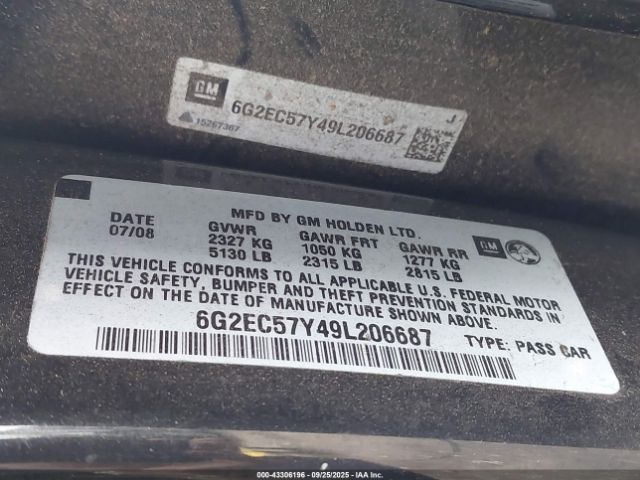 GM
6G2EC57Y49L206687
J
15267367
MFD BY GM HOLDEN LTD.
DATE GVWR GAWR FRT GAWR RR
07/08 2327 KG 1050 KG 1277 KG
5130 LB 2315 LB 2815 LB
GM
THIS VEHICLE CONFORMS TO ALL APPLICABLE U.S. FEDERAL MOTOR
VEHICLE SAFETY, BUMPER AND THEFT PREVENTION STANDARDS IN
EFFECT ON THE DATE OF MANUFACTURE SHOWN ABOVE.
6G2EC57Y49L206687
TYPE: PASS CAR
000-43306196 - 09/25/2025 - IAA Inc.